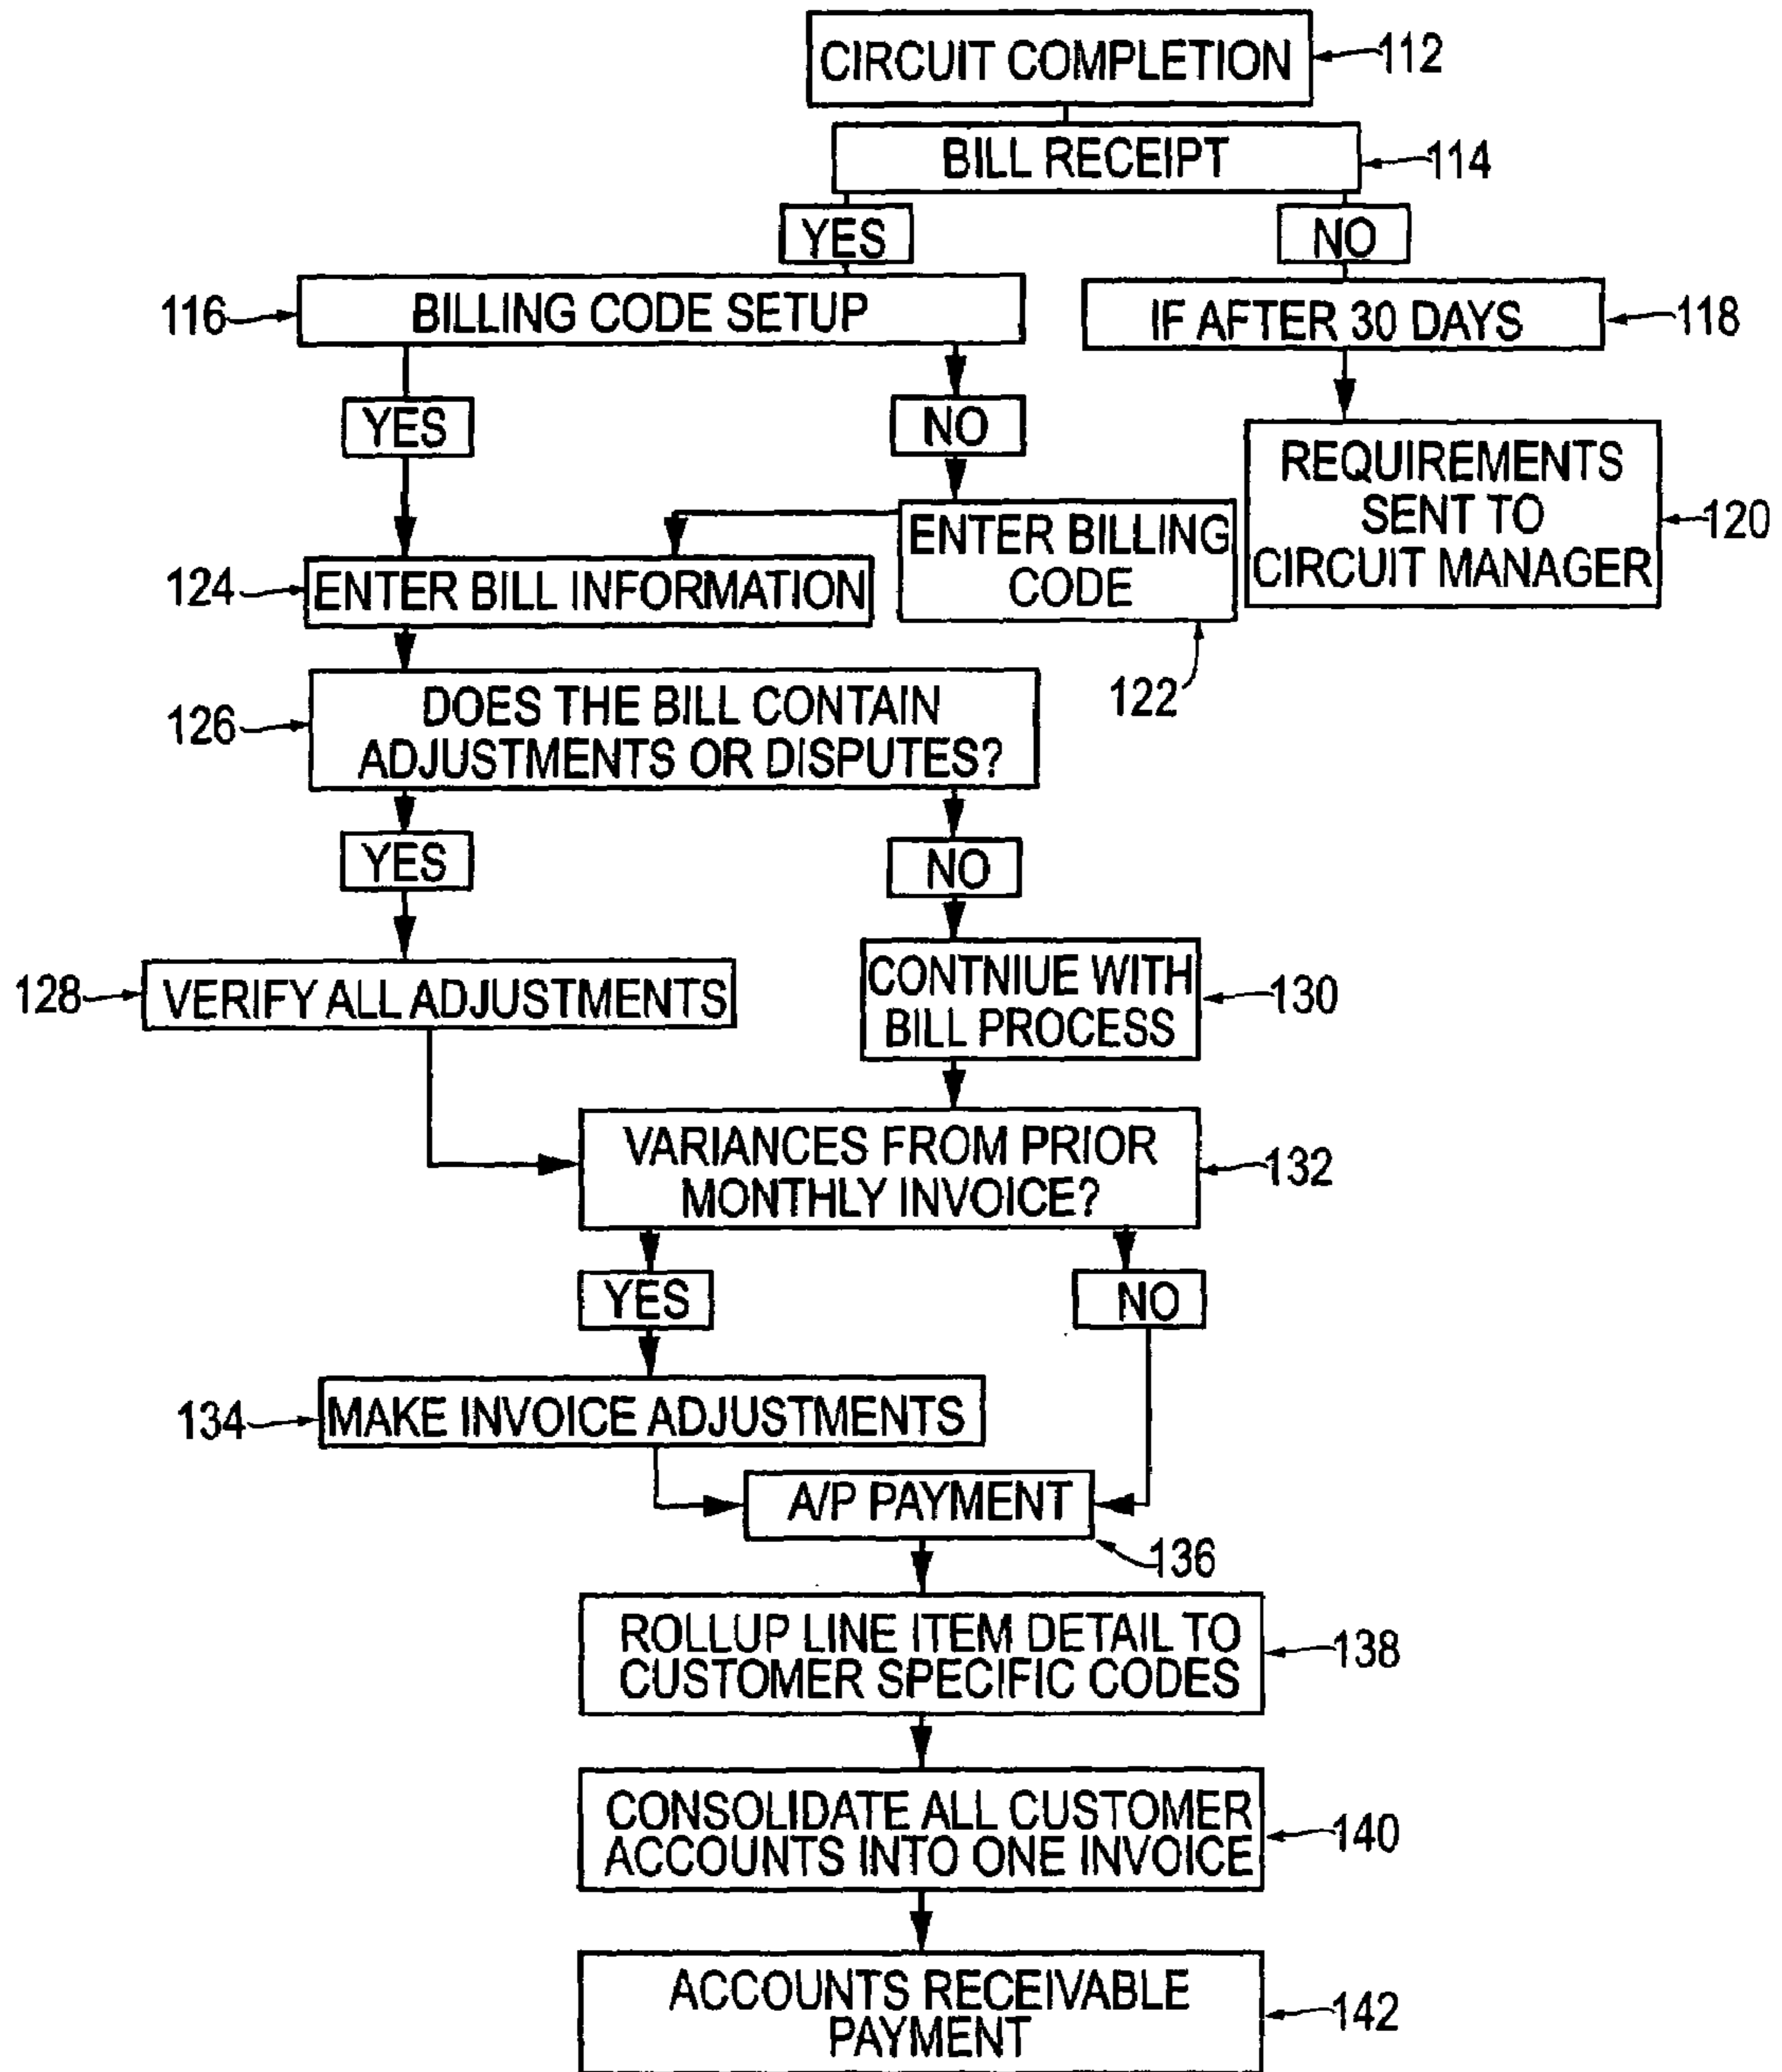 CIRCUIT COMPLETION
112
BILL RECEIPT
114
YES
NO
116
BILLING CODE SETUP
IF AFTER 30 DAYS
118
YES
NO
REQUIREMENTS
SENT TO
CIRCUIT MANAGER
120
ENTER BILLING
CODE
122
124
ENTER BILL INFORMATION
126
DOES THE BILL CONTAIN
ADJUSTMENTS OR DISPUTES?
YES
NO
128
VERIFY ALL ADJUSTMENTS
CONTNIUE WITH
BILL PROCESS
130
VARIANCES FROM PRIOR
MONTHLY INVOICE?
132
YES
NO
134
MAKE INVOICE ADJUSTMENTS
A/P PAYMENT
136
ROLLUP LINE ITEM DETAIL TO
CUSTOMER SPECIFIC CODES
138
CONSOLIDATE ALL CUSTOMER
ACCOUNTS INTO ONE INVOICE
140
ACCOUNTS RECEIVABLE
PAYMENT
142